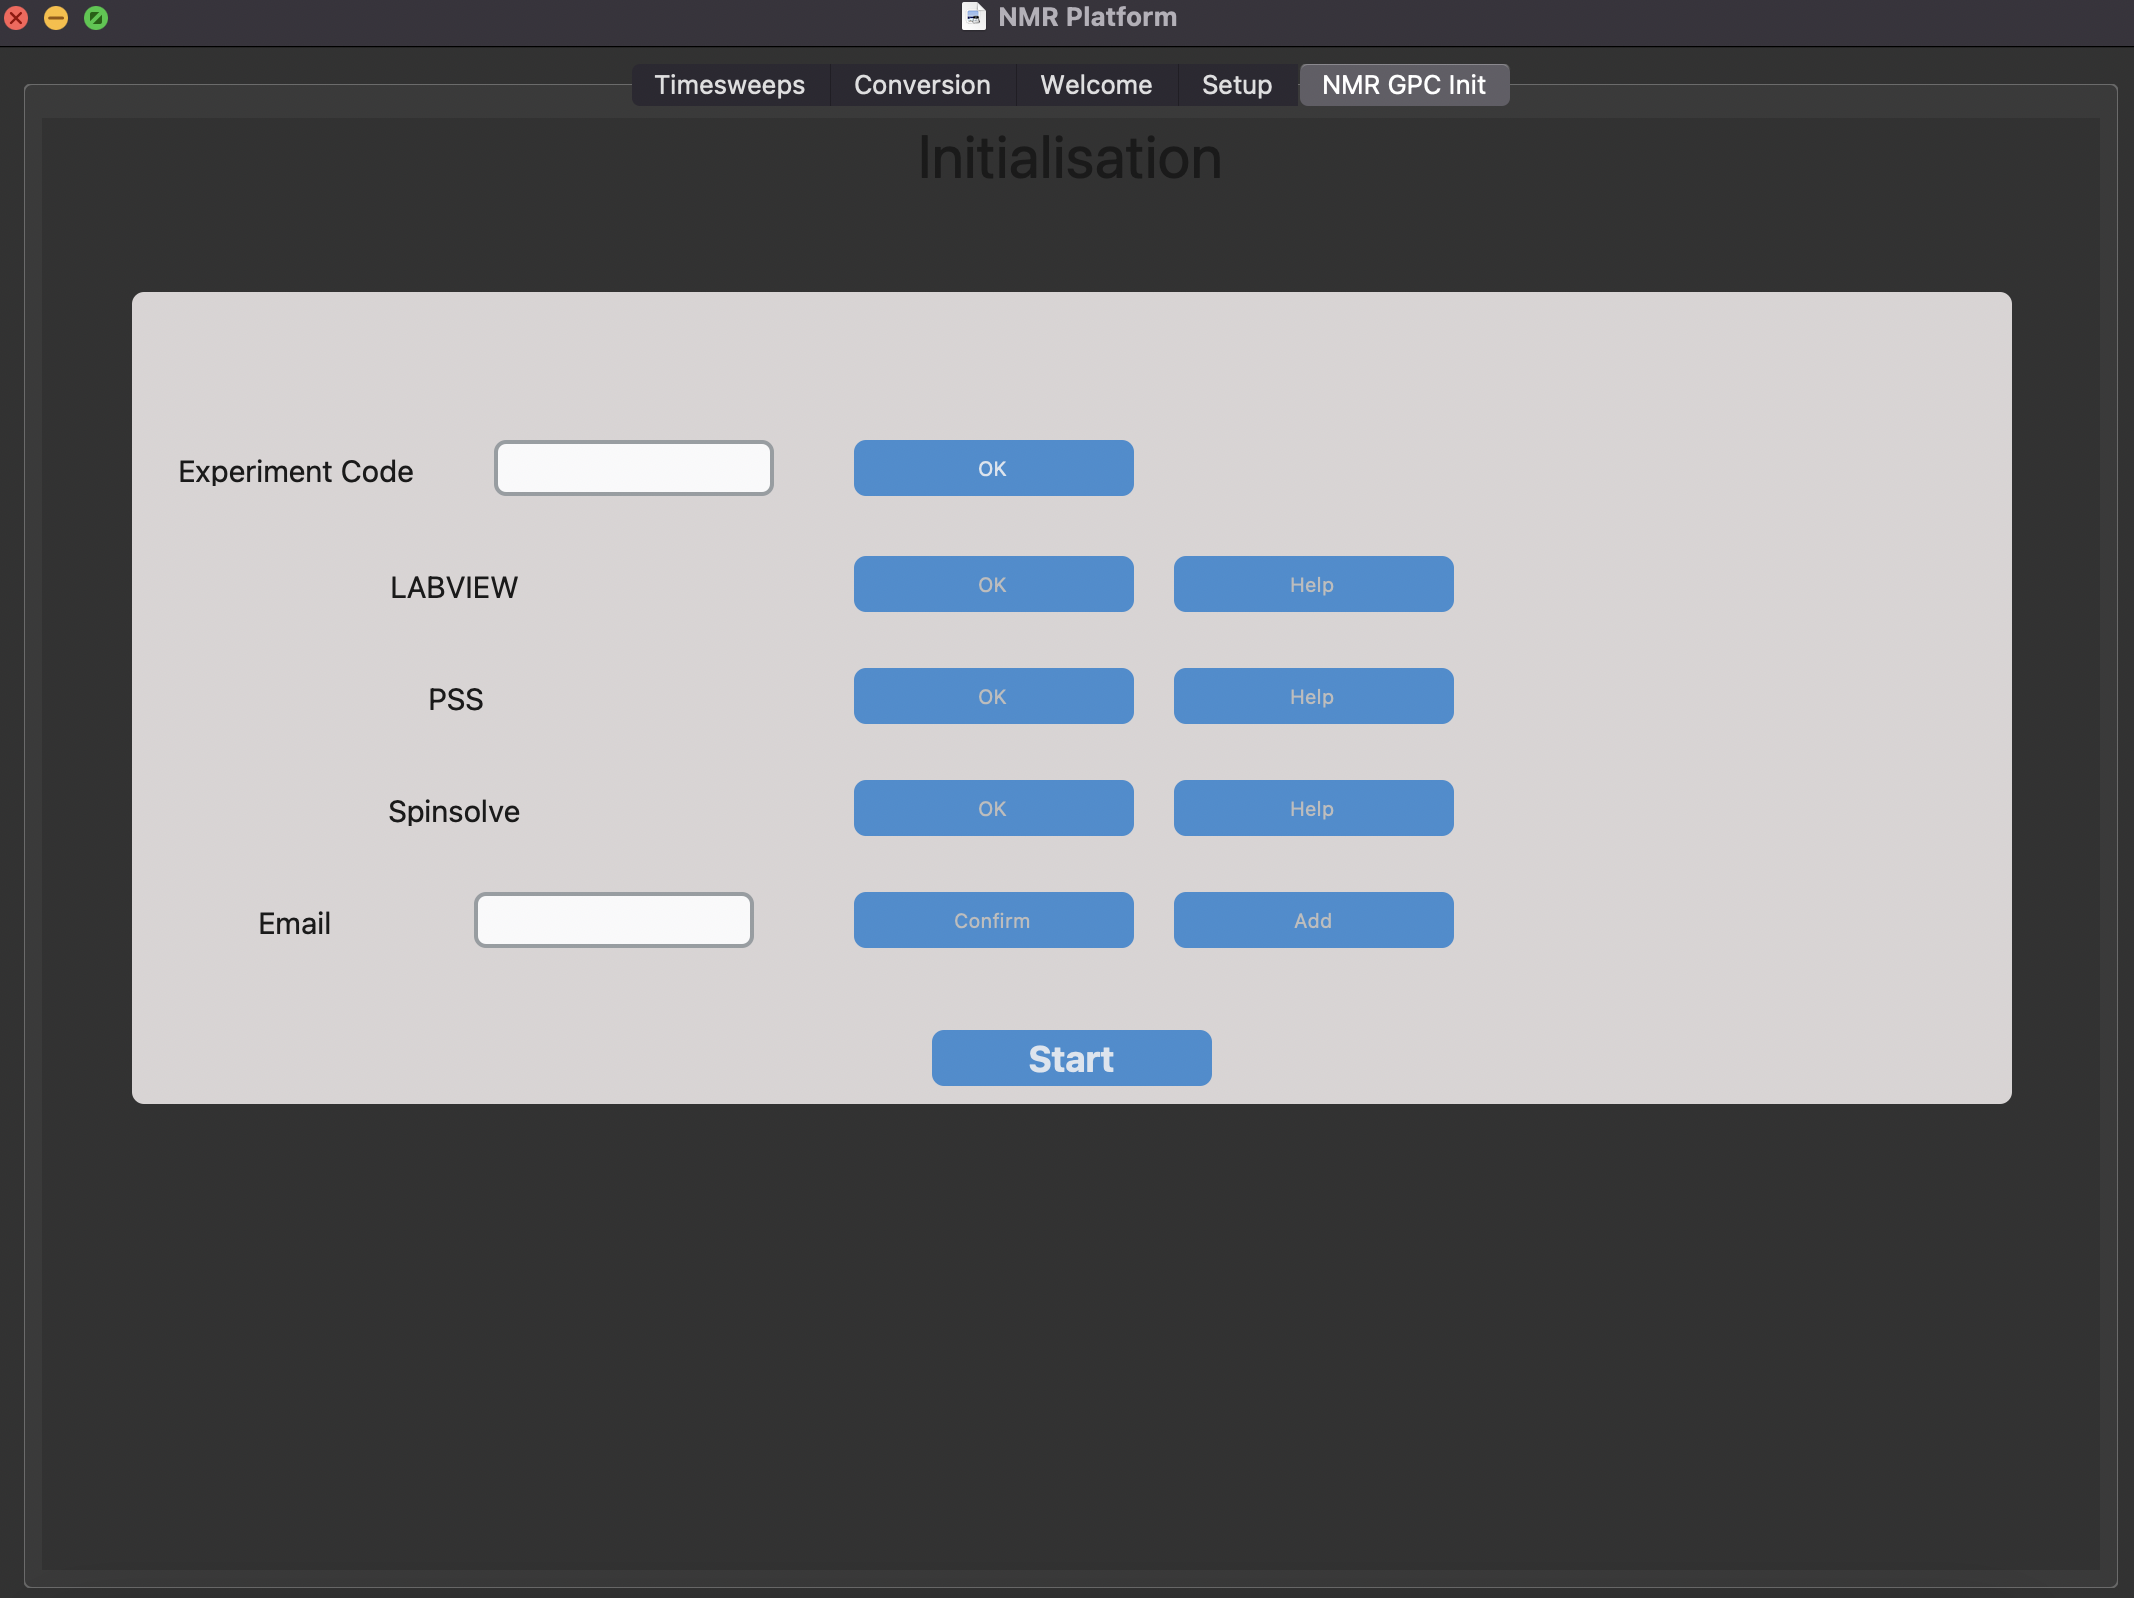 NMR Platform
Timesweeps Conversion Welcome Setup NMR GPC Init
Initialisation
Experiment Code OK
LABVIEW OK Help
PSS OK Help
Spinsolve OK Help
Email Confirm Add
Start